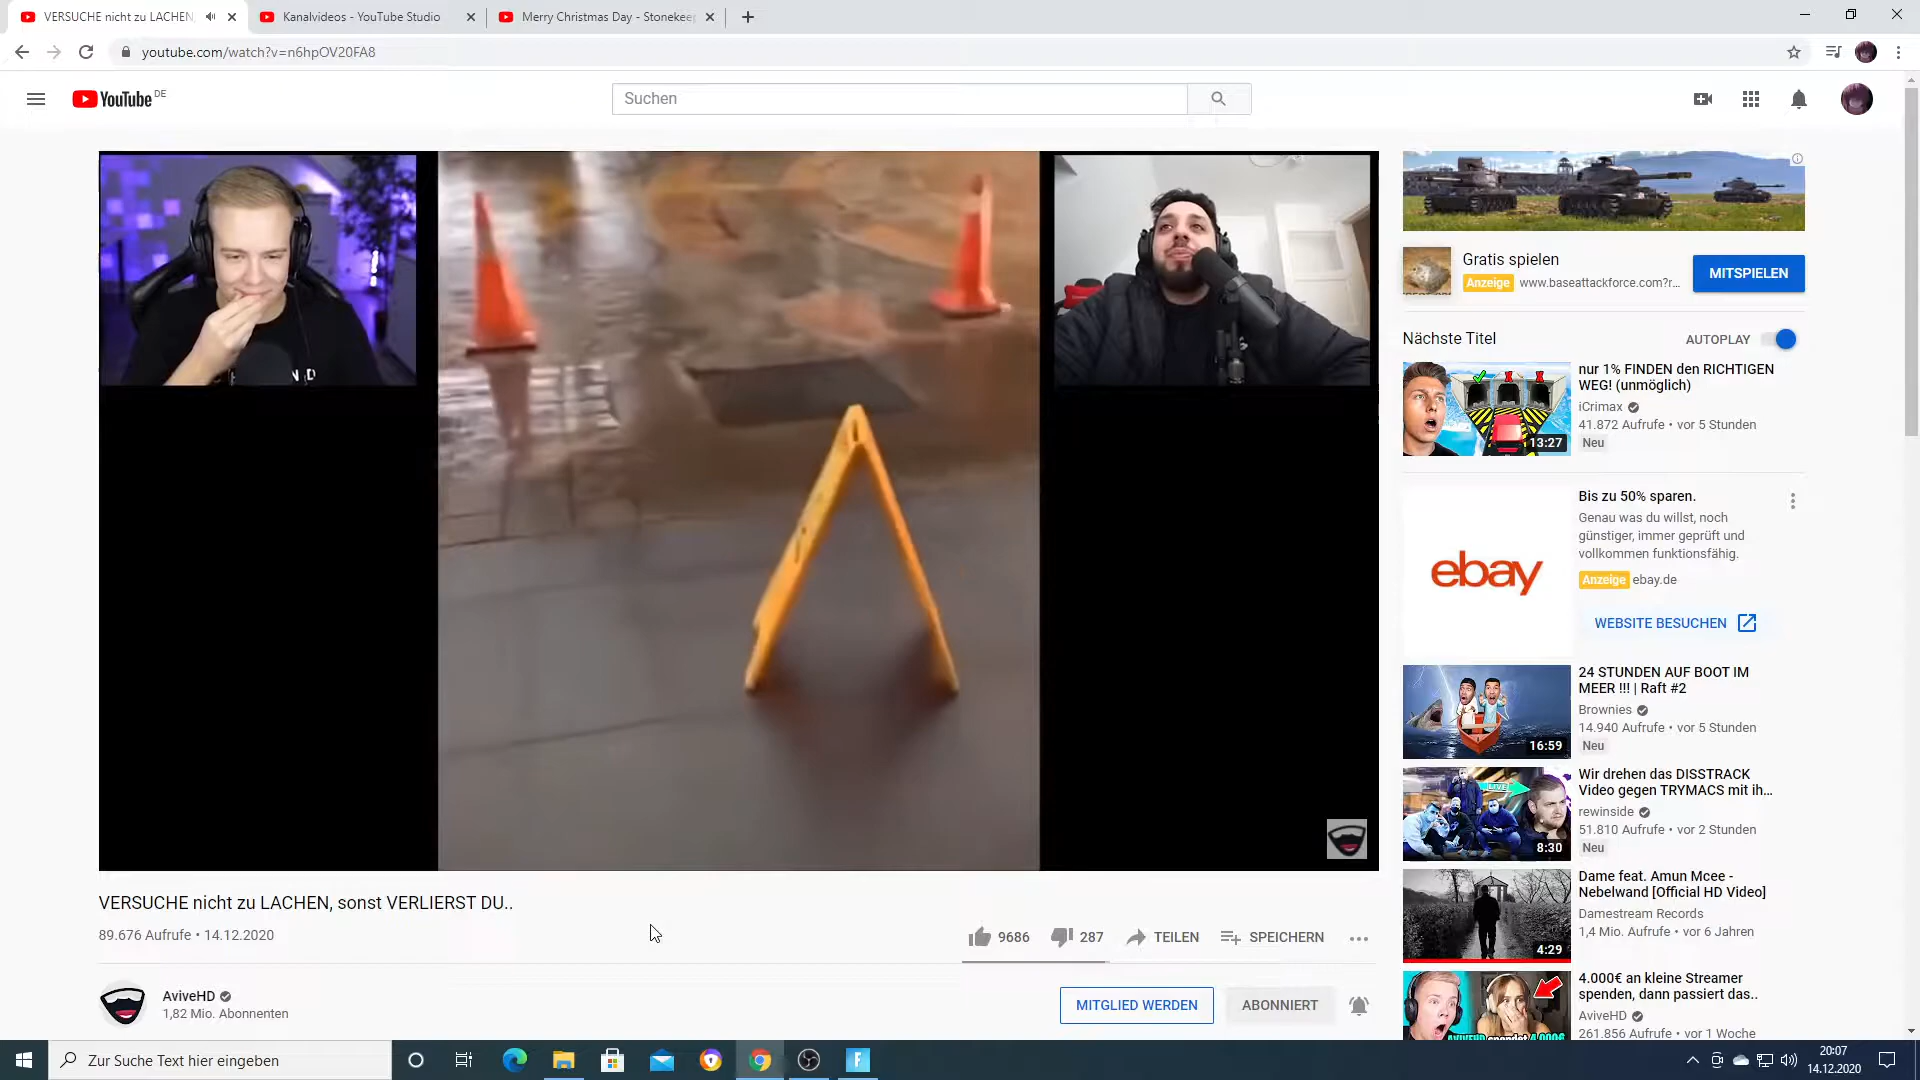 VERSUCHE nicht zu LACHEN,
Kanalvideos - YouTube Studio
Merry Christmas Day - Stonekee
youtube.com/watch?v=n6hpOV20FA8
YouTube DE
Suchen
Gratis spielen
Anzeige www.baseattackforce.com?r...
MITSPIELEN
Nächste Titel
AUTOPLAY
nur 1% FINDEN den RICHTIGEN
WEG! (unmöglich)
iCrimax
41.872 Aufrufe • vor 5 Stunden
Neu
13:27
ebay
Bis zu 50% sparen.
Genau was du willst, noch
günstiger, immer geprüft und
vollkommen funktionsfähig.
Anzeige ebay.de
WEBSITE BESUCHEN
24 STUNDEN AUF BOOT IM
MEER !!! | Raft #2
Brownies
14.940 Aufrufe • vor 5 Stunden
Neu
16:59
LIVE
Wir drehen das DISSTRACK
Video gegen TRYMACS mit ih...
rewinside
51.810 Aufrufe • vor 2 Stunden
Neu
8:30
Dame feat. Amun Mcee -
Nebelwand [Official HD Video]
Damestream Records
1,4 Mio. Aufrufe • vor 6 Jahren
4:29
4.000€ an kleine Streamer
spenden, dann passiert das..
AviveHD
261.856 Aufrufe • vor 1 Woche
VERSUCHE nicht zu LACHEN, sonst VERLIERST DU..
89.676 Aufrufe • 14.12.2020
9686
287
TEILEN
SPEICHERN
AviveHD
1,82 Mio. Abonnenten
MITGLIED WERDEN
ABONNIERT
Zur Suche Text hier eingeben
20:07
14.12.2020